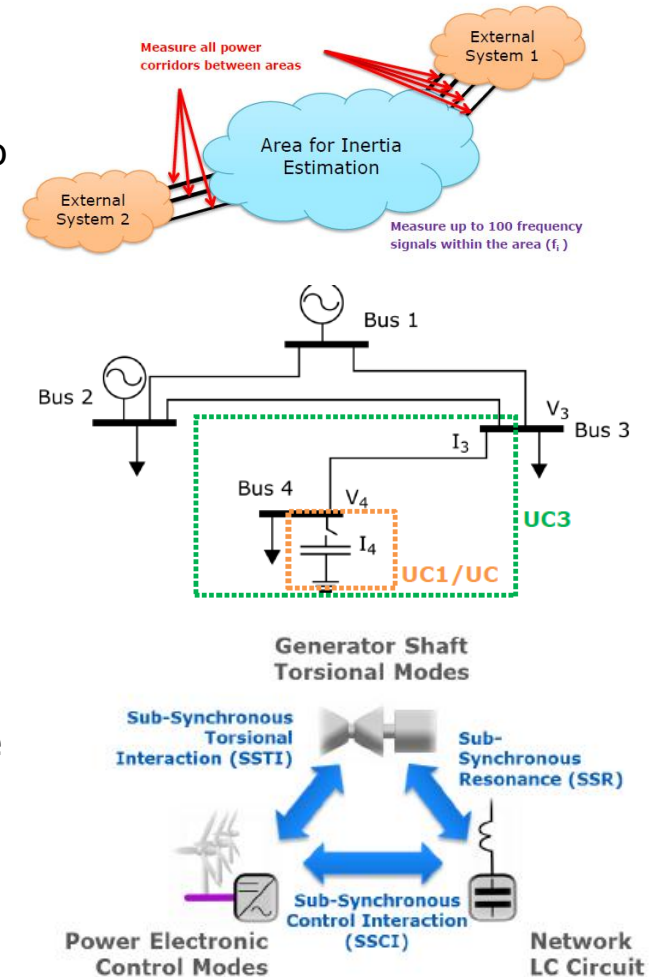 External
System 1
Measure all power
corridors between areas
Area for Inertia
Estimation
External
System 2
Measure up to 100 frequency
signals within the area (fi)
Bus 1
Bus 2
V3
Bus 3
I3
Bus 4
V4
I4
UC3
UC1/UC
Generator Shaft
Torsional Modes
Sub-Synchronous
Torsional
Interaction (SSTI)
Sub-
Synchronous
Resonance (SSR)
Sub-Synchronous
Control Interaction
(SSCI)
Power Electronic
Control Modes
Network
LC Circuit